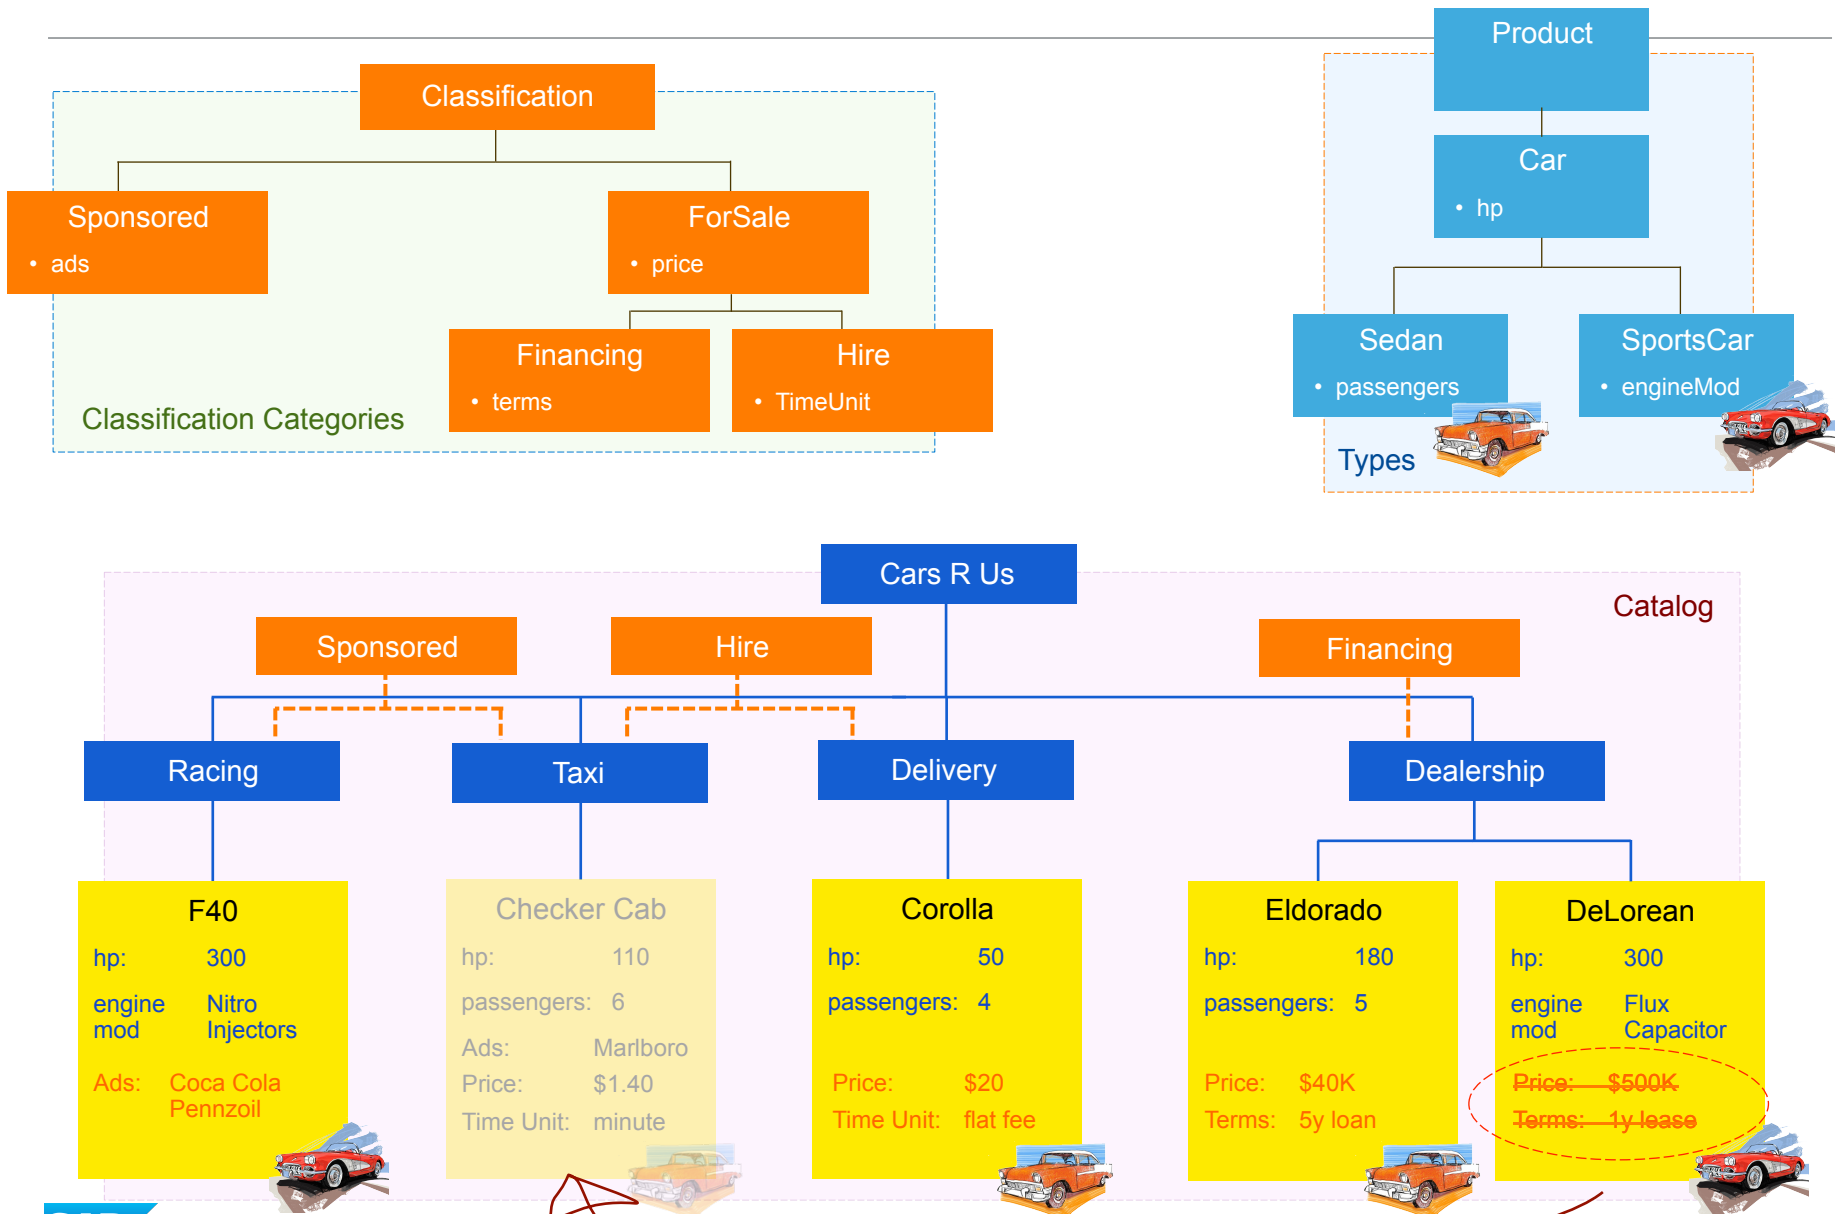 Product
Classification
Car
• hp
Sponsored
• ads
ForSale
• price
Sedan
• passengers
SportsCar
• engineMod
Financing
• terms
Hire
• TimeUnit
Classification Categories
Types
Cars R Us
Catalog
Sponsored
Hire
Financing
Racing
Taxi
Delivery
Dealership
F40
hp: 300
engine Nitro
mod Injectors
Ads: Coca Cola
Pennzoil
Checker Cab
hp: 110
passengers: 6
Ads: Marlboro
Price: $1.40
Time Unit: minute
Corolla
hp: 50
passengers: 4
Price: $20
Time Unit: flat fee
Eldorado
hp: 180
passengers: 5
Price: $40K
Terms: 5y loan
DeLorean
hp: 300
engine Flux
mod Capacitor
Price: $500K
Terms: 1y lease